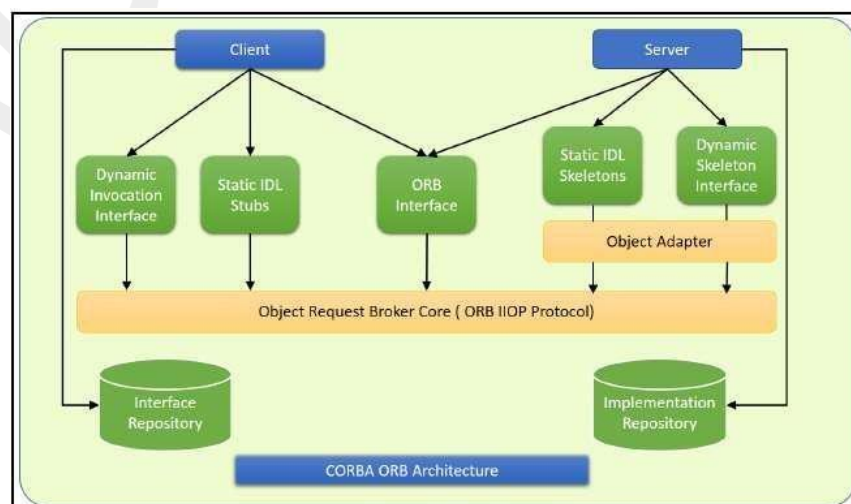 Client
Server
Dynamic
Invocation
Interface
Static IDL
Stubs
ORB
Interface
Static IDL
Skeletons
Dynamic
Skeleton
Interface
Object Adapter
Object Request Broker Core ( ORB IIOP Protocol)
Interface
Repository
Implementation
Repository
CORBA ORB Architecture